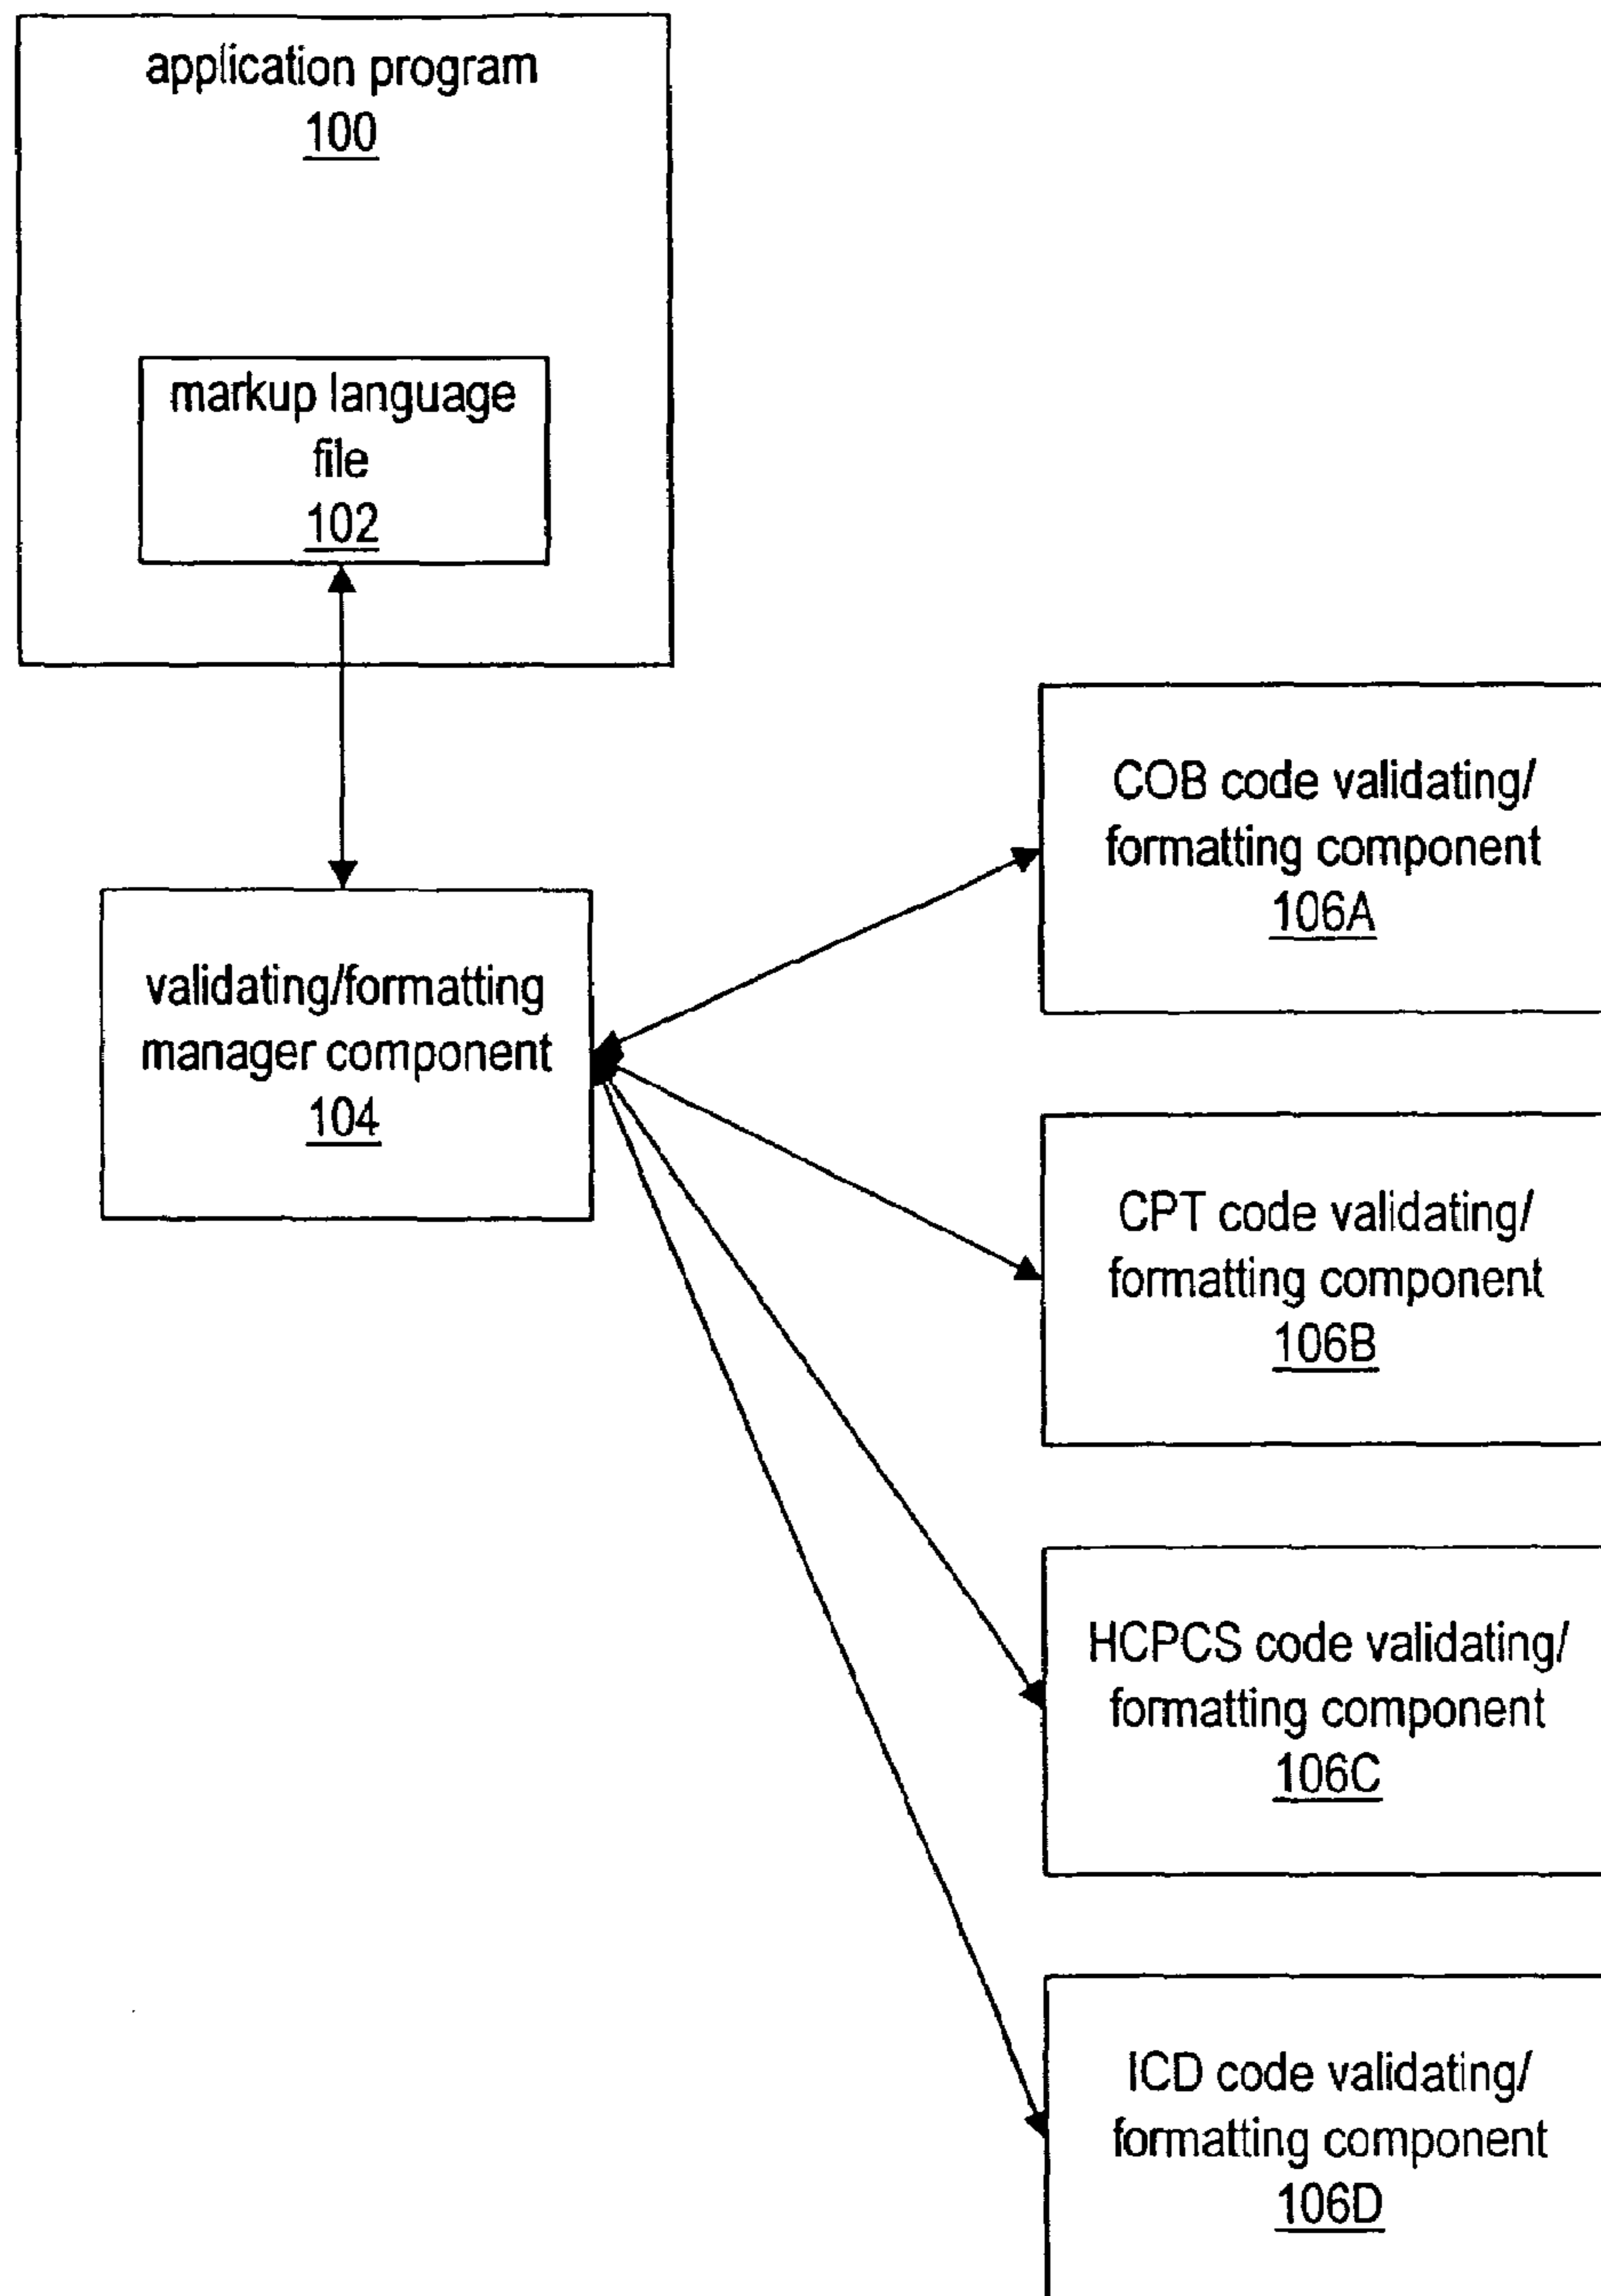 application program
100
markup language
file
102
validating/formatting
manager component
104
COB code validating/
formatting component
106A
CPT code validating/
formatting component
106B
HCPCS code validating/
formatting component
106C
ICD code validating/
formatting component
106D